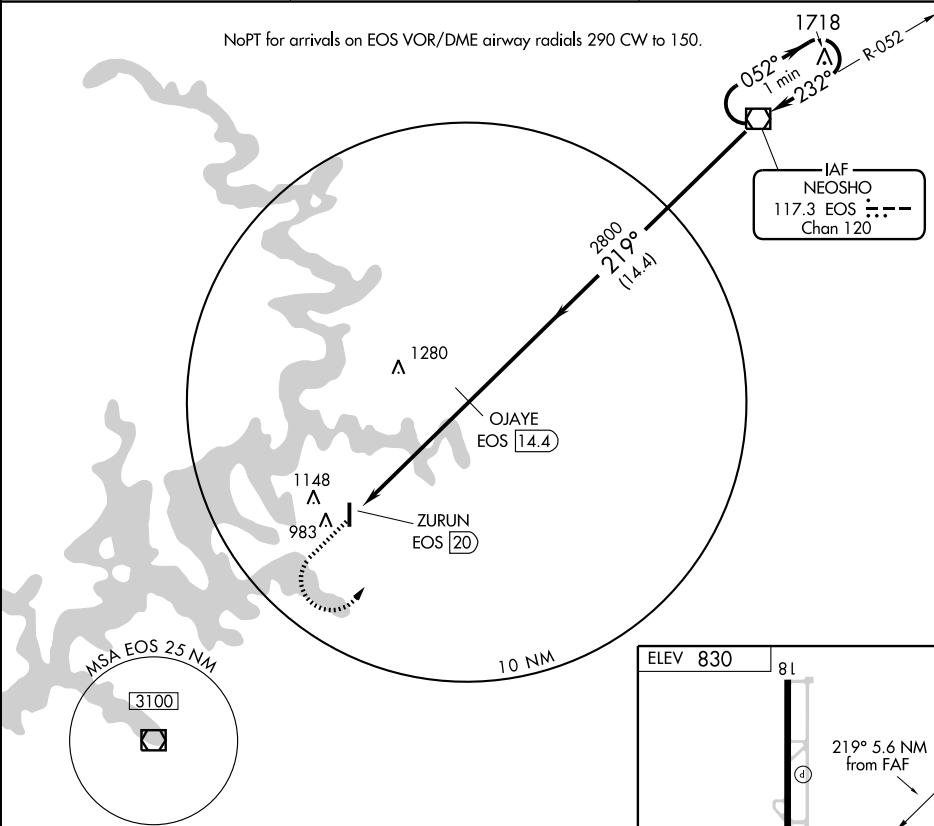 NoPT for arrivals on EOS VOR/DME airway radials 290 CW to 150.
1718
052°
1 min
232°
R-052
IAF
NEOSHO
117.3 EOS
Chan 120
2800
219°
(14.4)
1280
OJAYE
EOS 14.4
1148
983
ZURUN
EOS 20
10 NM
MSA EOS 25 NM
3100
ELEV 830
18
P
219° 5.6 NM
from FAF